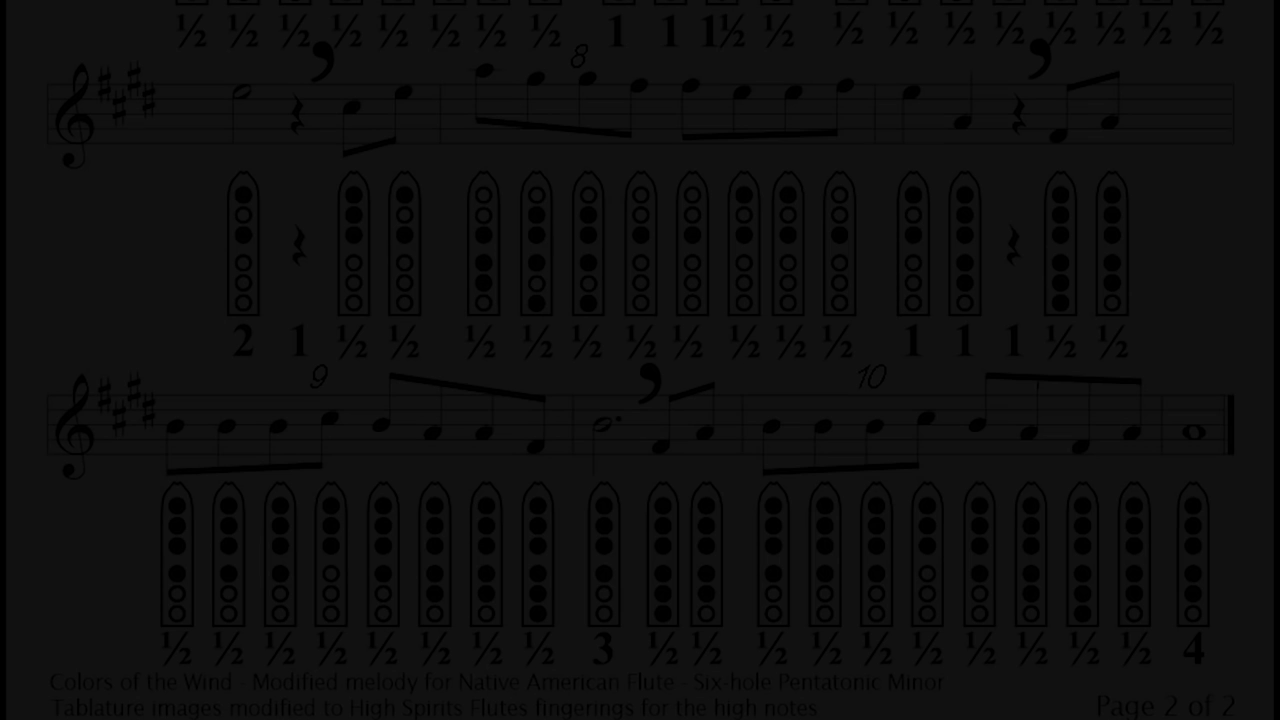 ½ ½ ½ ½ ½ ½ ½ ½ 1 1 1½ ½ ½ ½ ½ ½ ½ ½ ½ ½
8
2 1 ½ ½ ½ ½ ½ ½ ½ ½ ½ ½ 1 1 1 ½ ½
9 10
½ ½ ½ ½ ½ ½ ½ ½ 3 ½ ½ ½ ½ ½ ½ ½ ½ ½ ½ 4
Colors of the Wind - Modified melody for Native American Flute - Six-hole Pentatonic Minor
Tablature images modified to High Spirits Flutes fingerings for the high notes
Page 2 of 2